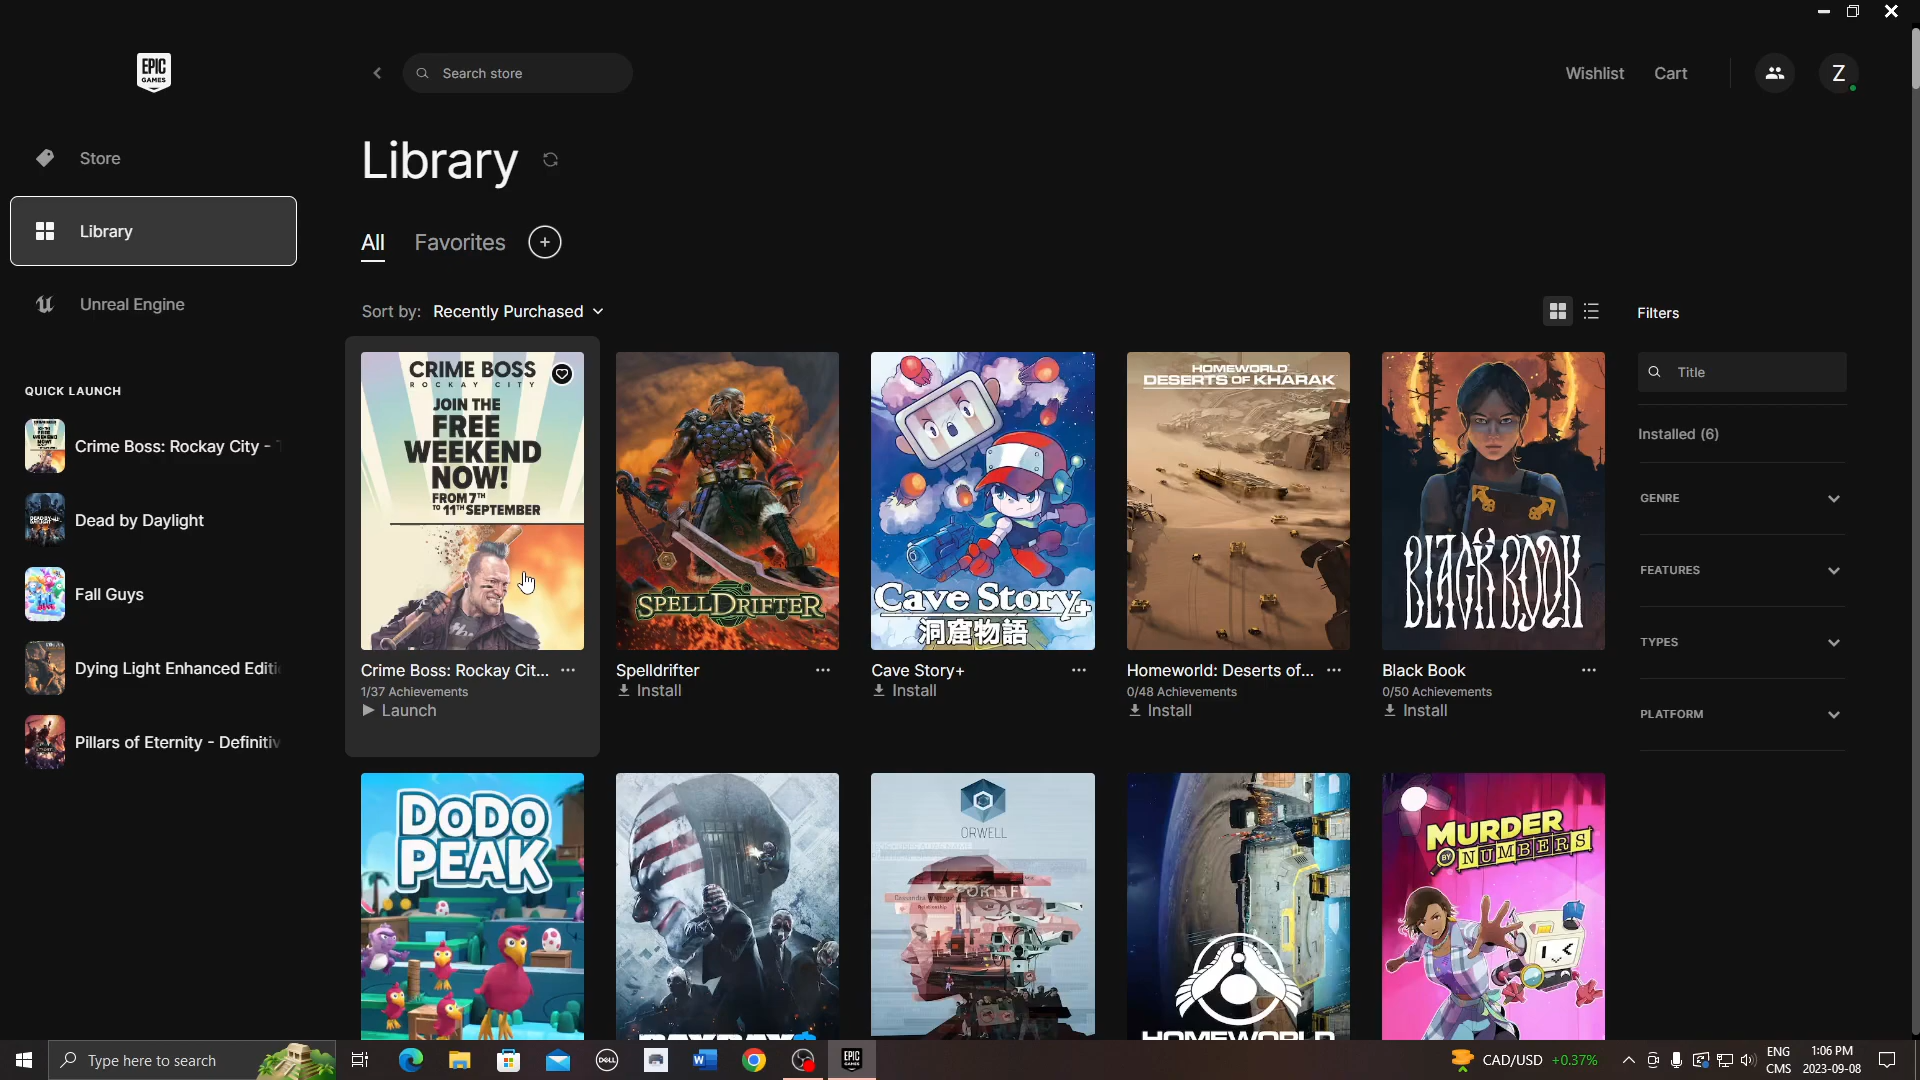 EPIC
GAMES
Search store
Wishlist
Cart
Z
Store
Library
Unreal Engine
Library
All
Favorites
Sort by:
Recently Purchased
Filters
Title
Installed (6)
GENRE
FEATURES
TYPES
PLATFORM
QUICK LAUNCH
Crime Boss: Rockay City -
Dead by Daylight
Fall Guys
Dying Light Enhanced Editi
Pillars of Eternity - Definitiv
CRIME BOSS
ROCKAY CITY
JOIN THE
FREE
WEEKEND
NOW!
FROM 7TH
TO 11TH SEPTEMBER
Crime Boss: Rockay Cit...
1/37 Achievements
Launch
SPELLDRIFTER
Spelldrifter
Install
Cave Story+
洞窟物語
Cave Story+
Install
HOMEWORLD
DESERTS OF KHARAK
Homeworld: Deserts of...
0/48 Achievements
Install
BLACK BOOK
Black Book
0/50 Achievements
Install
DODO
PEAK
ORWELL
HOMEWORLD
MURDER
BY NUMBERS
Type here to search
DELL
EPIC
GAMES
CAD/USD +0.37%
ENG
CMS
1:06 PM
2023-09-08